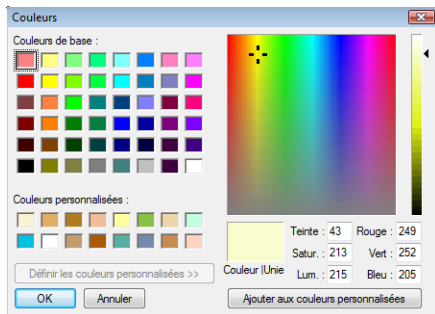 Couleurs
Couleurs de base :
Couleurs personnalisées :
Définir les couleurs personnalisées >>
OK Annuler
Couleur |Unie
Teinte : 43 Rouge : 249
Satur. : 213 Vert : 252
Lum. : 215 Bleu : 205
Ajouter aux couleurs personnalisées